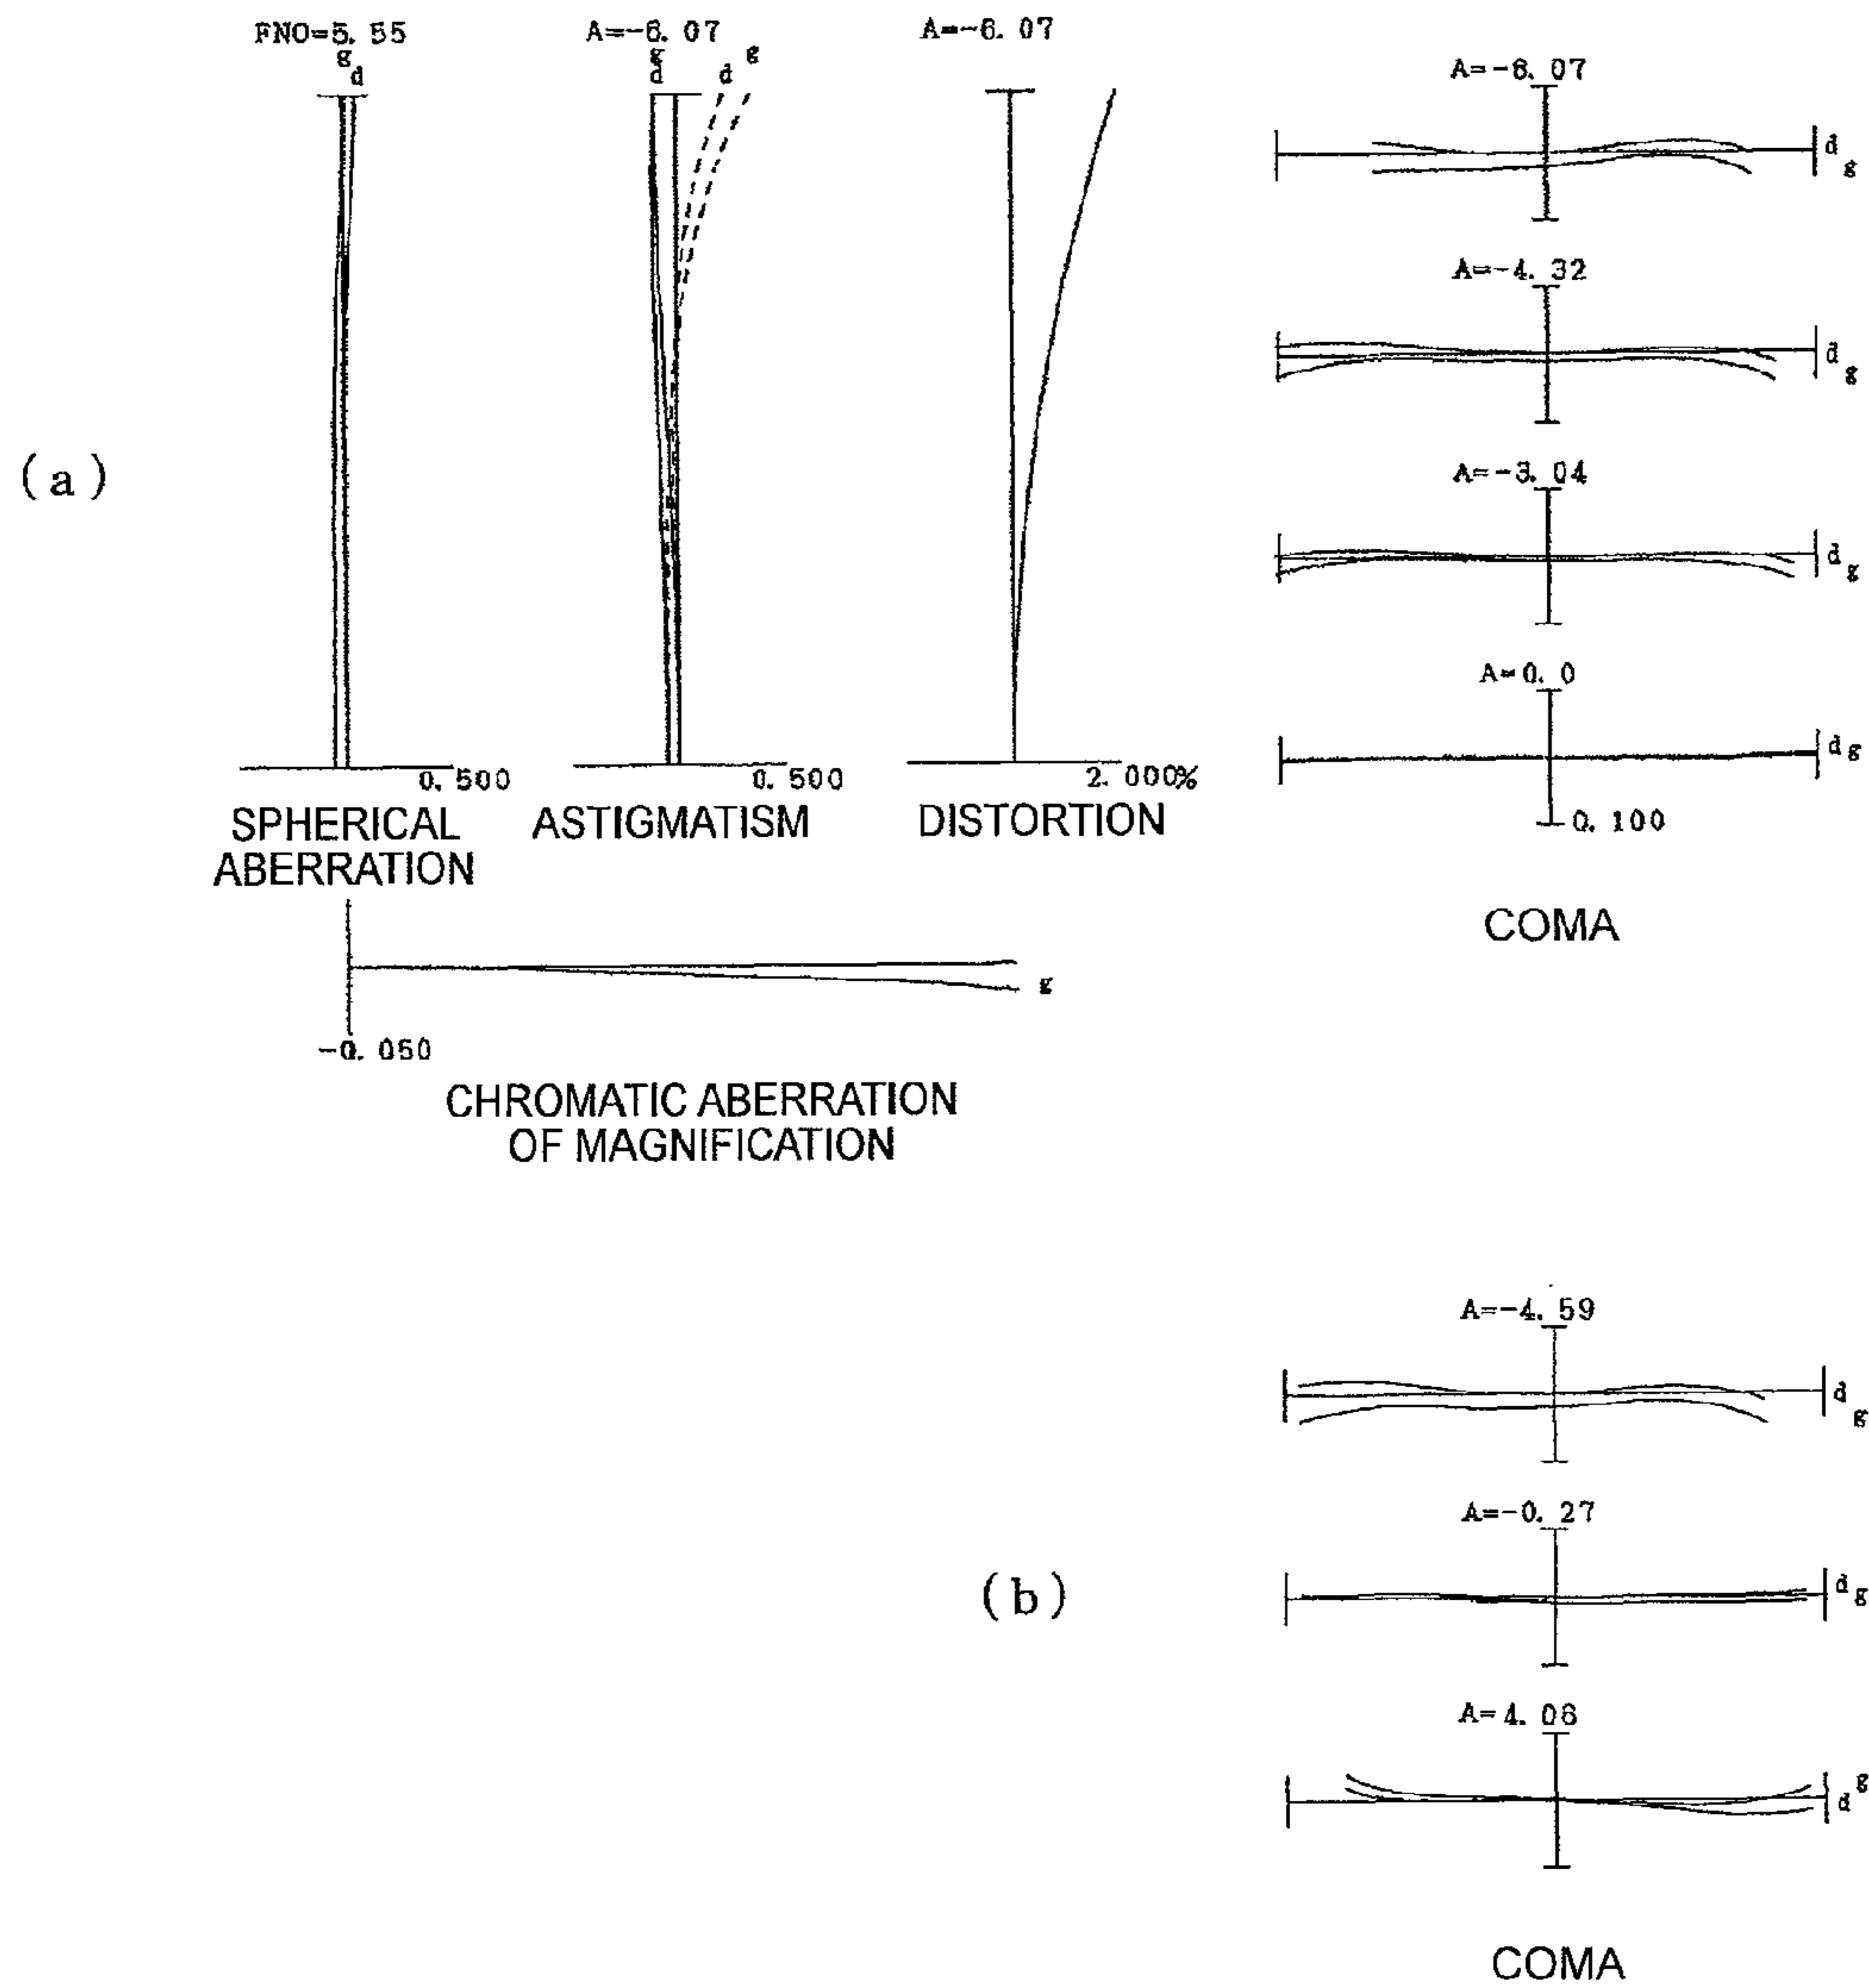 (a)
FNO=5. 55
g
d
0. 500
SPHERICAL
ABERRATION
A=-6. 07
g
d
d
g
0. 500
ASTIGMATISM
A=-6. 07
2. 000%
DISTORTION
-0. 050
g
CHROMATIC ABERRATION
OF MAGNIFICATION
A=-6. 07
d
g
A=-4. 32
d
g
A=-3. 04
d
g
A=0. 0
d g
0. 100
COMA
(b)
A=-4. 59
d
g
A=-0. 27
d
g
A=4. 06
g
d
COMA